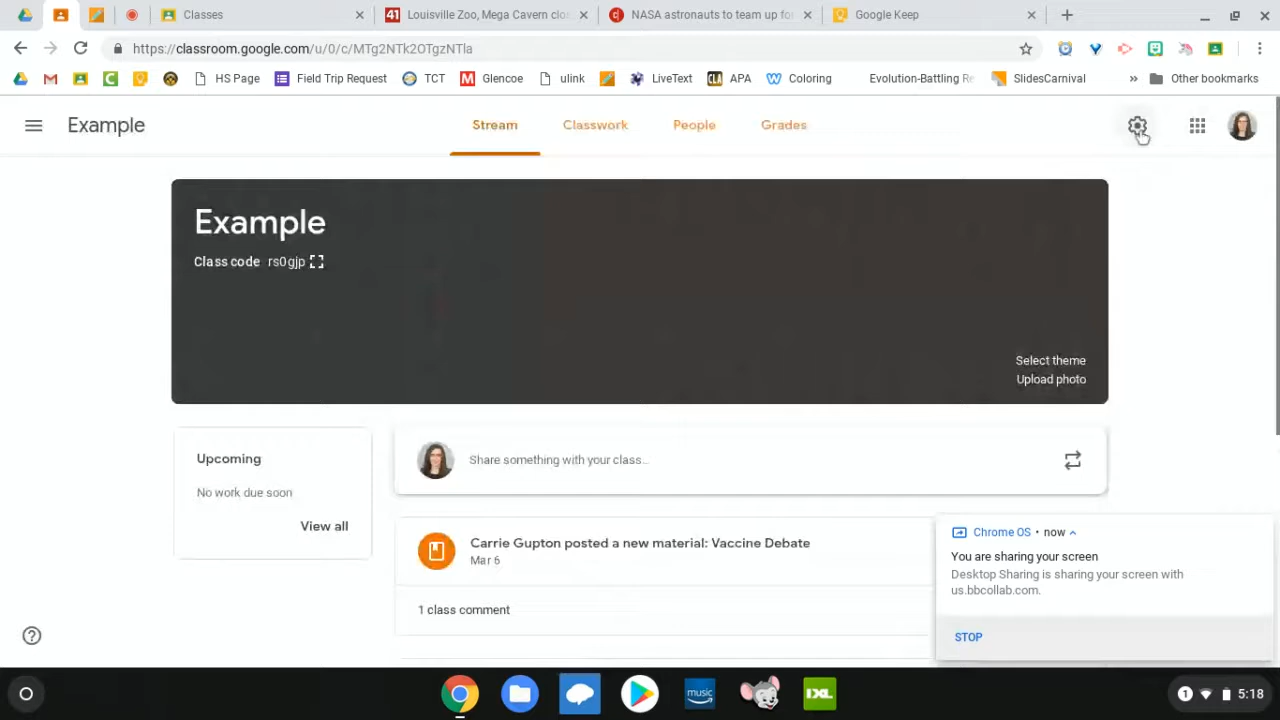 Classes
41
Louisville Zoo, Mega Cavern clo
NASA astronauts to team up for
Google Keep
https://classroom.google.com/u/0/c/MTg2NTk2OTgzNTla
HS Page
Field Trip Request
TCT
M
Glencoe
ulink
LiveText
CLA
APA
Coloring
Evolution-Battling Re
SlidesCarnival
»
Other bookmarks
Example
Stream
Classwork
People
Grades
Example
Class code rs0gjp
Select theme
Upload photo
Upcoming
No work due soon
View all
Share something with your class...
Carrie Gupton posted a new material: Vaccine Debate
Mar 6
1 class comment
Chrome OS • now
You are sharing your screen
Desktop Sharing is sharing your screen with
us.bbcollab.com.
STOP
music
IXL
1
5:18